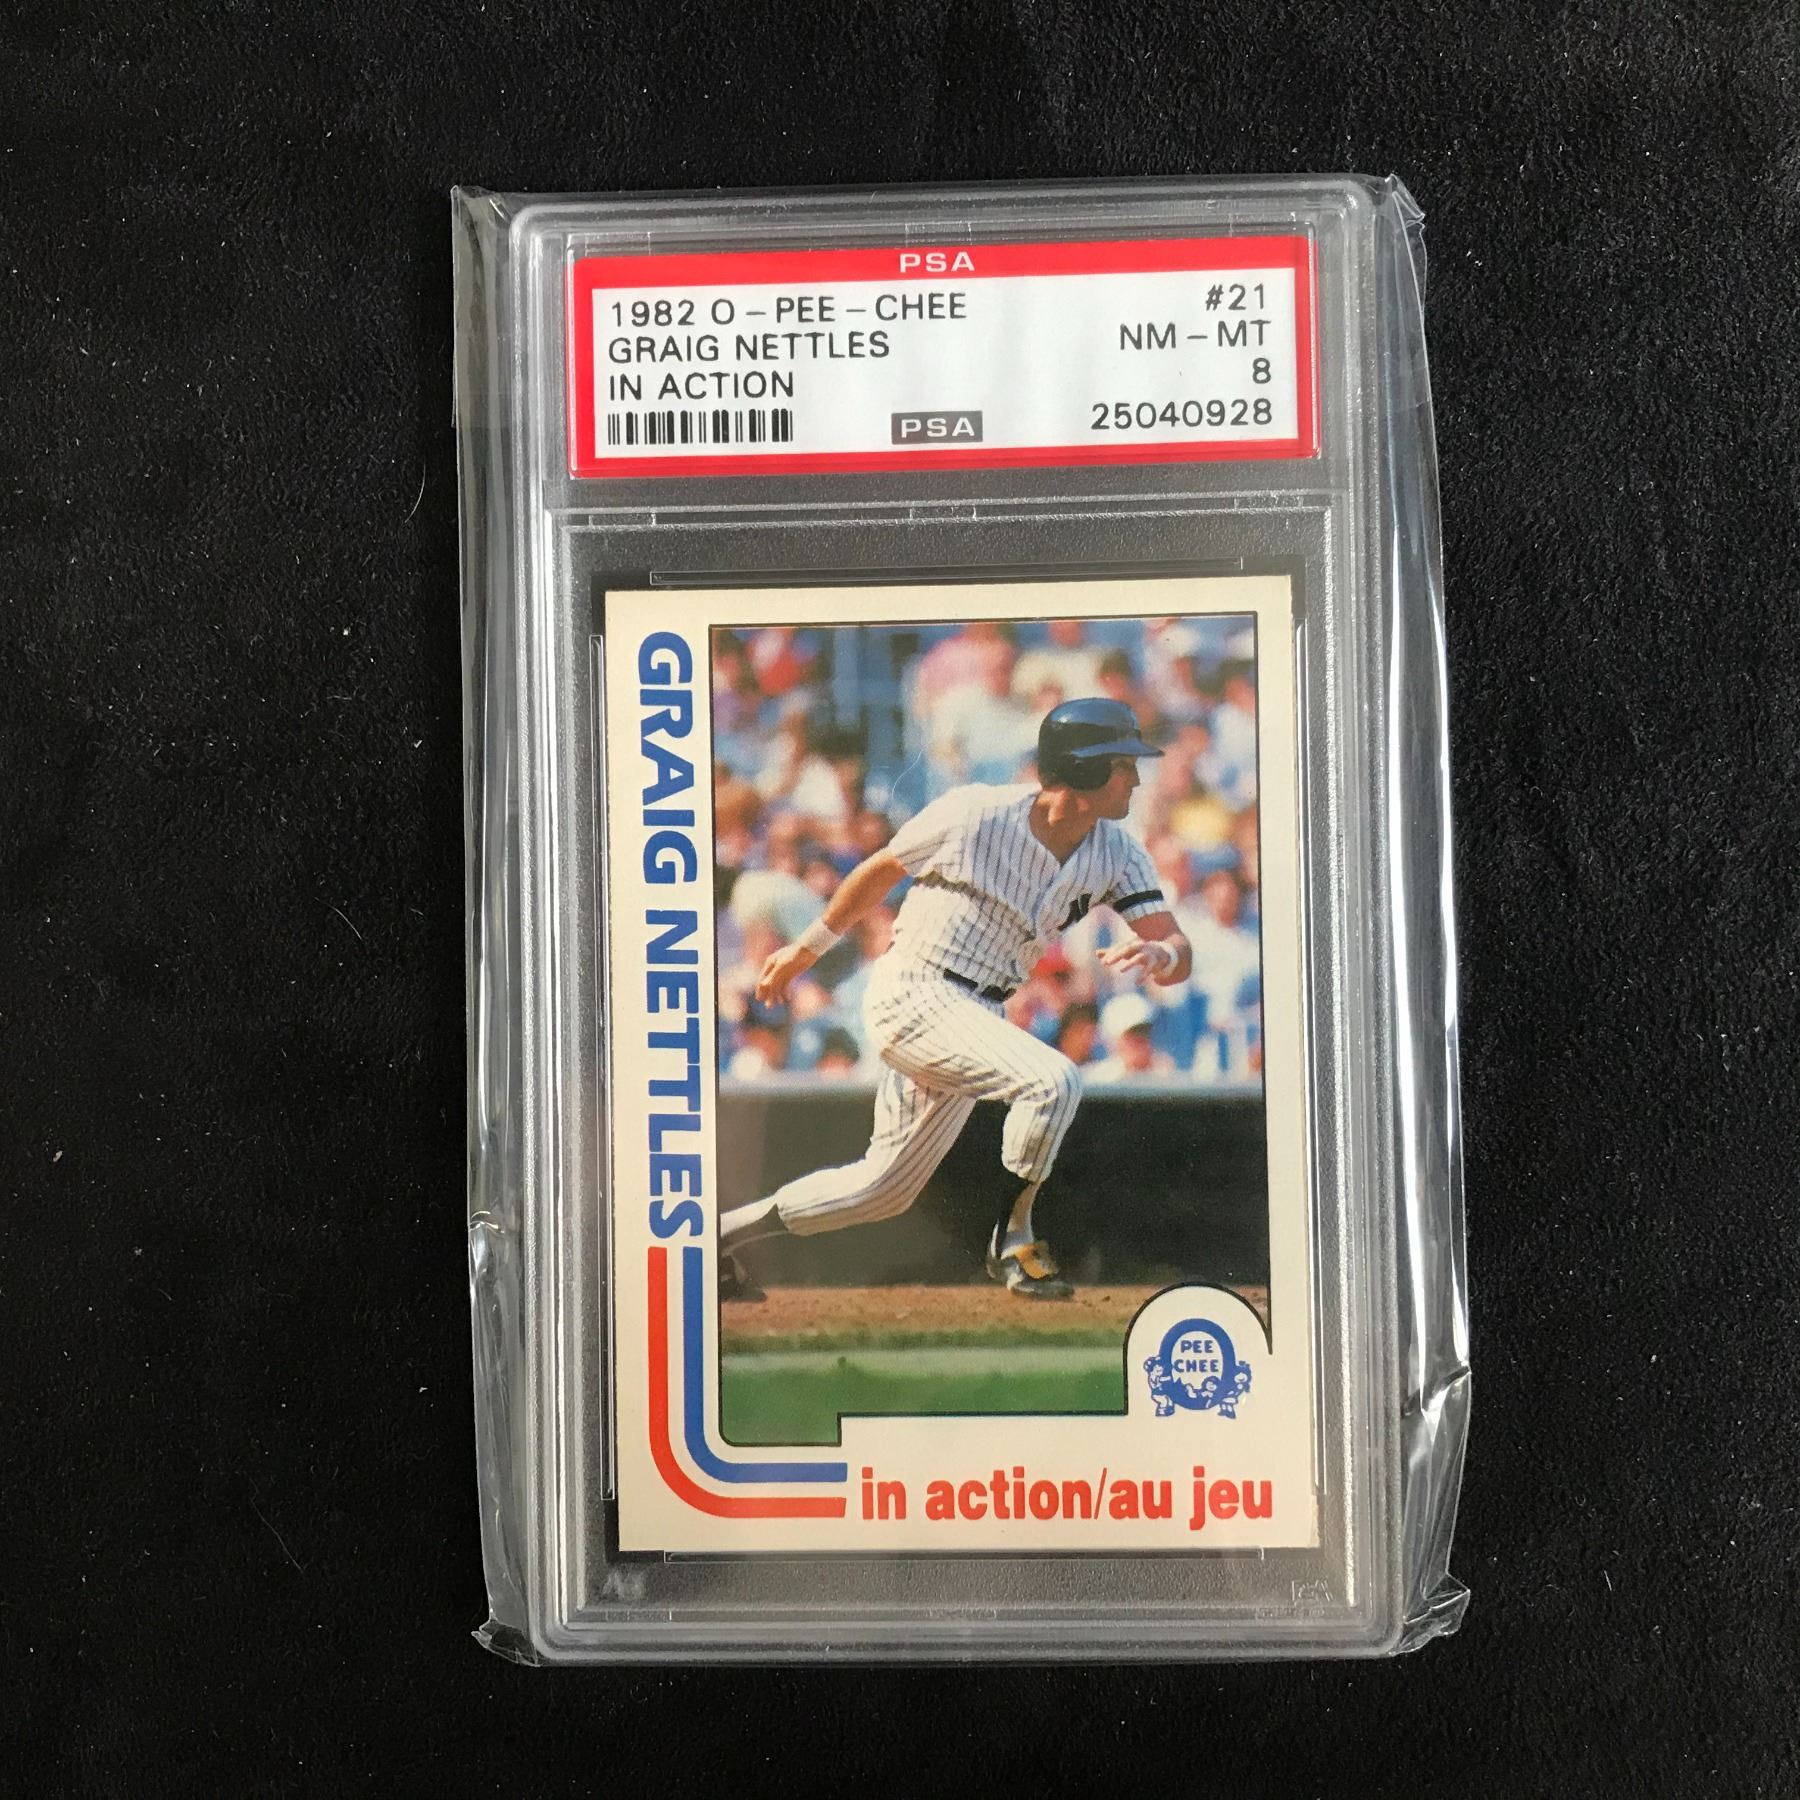 PSA
1982 O-PEE-CHEE #21
GRAIG NETTLES NM-MT
IN ACTION 8
PSA 25040928
GRAIG NETTLES
PEE
CHEE
in action/au jeu